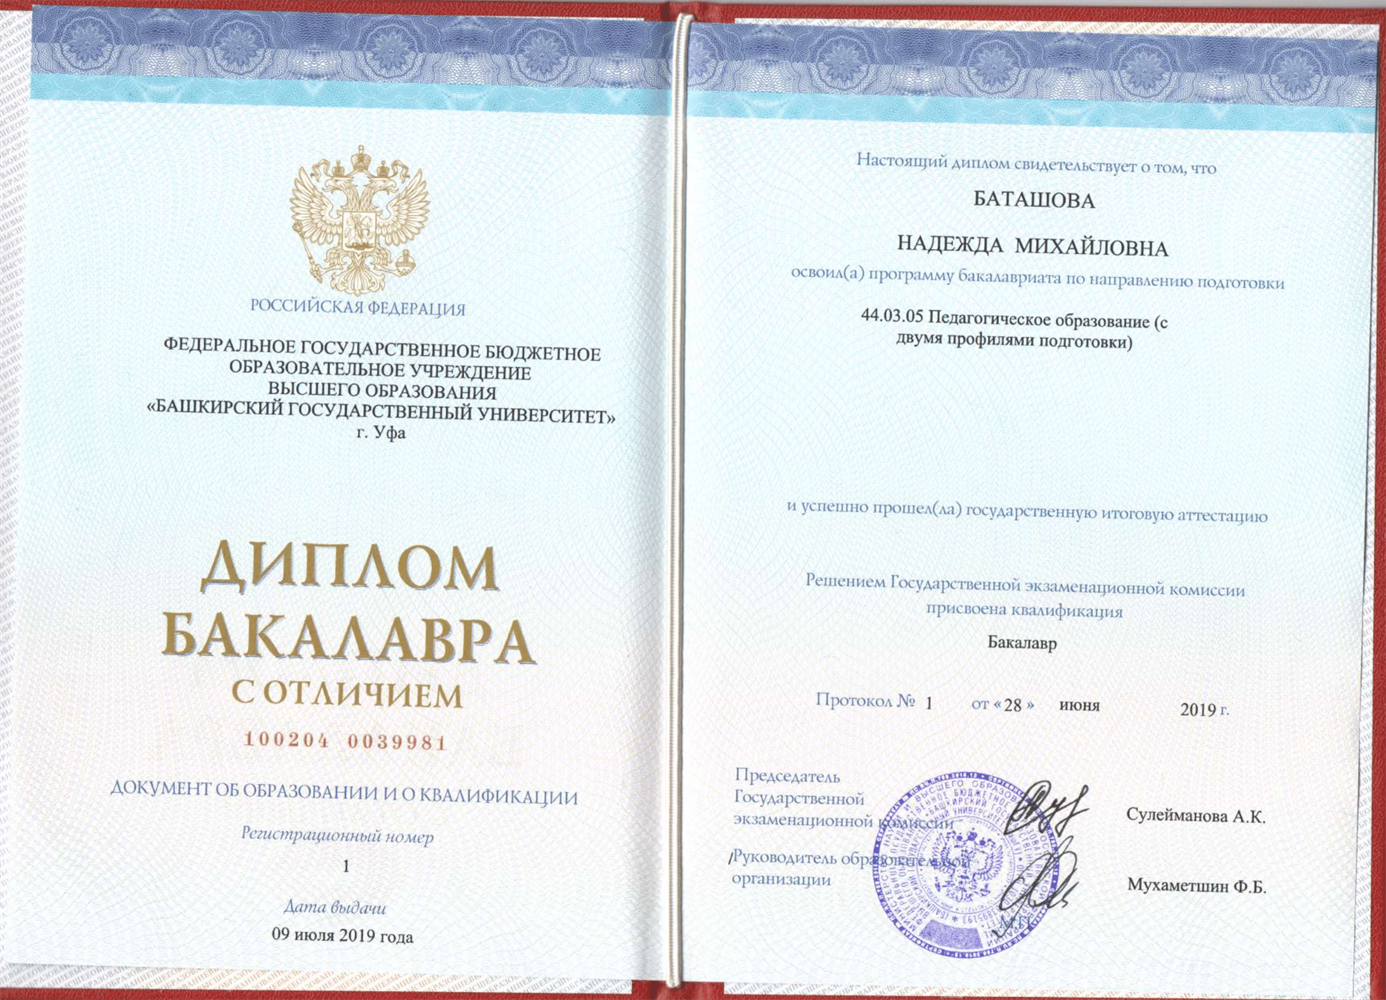 РОССИЙСКАЯ ФЕДЕРАЦИЯ
ФЕДЕРАЛЬНОЕ ГОСУДАРСТВЕННОЕ БЮДЖЕТНОЕ
ОБРАЗОВАТЕЛЬНОЕ УЧРЕЖДЕНИЕ
ВЫСШЕГО ОБРАЗОВАНИЯ
«БАШКИРСКИЙ ГОСУДАРСТВЕННЫЙ УНИВЕРСИТЕТ»
г. Уфа
ДИПЛОМ
БАКАЛАВРА
С ОТЛИЧИЕМ
100204 0039981
ДОКУМЕНТ ОБ ОБРАЗОВАНИИ И О КВАЛИФИКАЦИИ
Регистрационный номер
1
Дата выдачи
09 июля 2019 года
Настоящий диплом свидетельствует о том, что
БАТАШОВА
НАДЕЖДА МИХАЙЛОВНА
освоил(а) программу бакалавриата по направлению подготовки
44.03.05 Педагогическое образование (с
двумя профилями подготовки)
и успешно прошел(ла) государственную итоговую аттестацию
Решением Государственной экзаменационной комиссии
присвоена квалификация
Бакалавр
Протокол № 1 от « 28 » июня 2019 г.
Председатель
Государственной
экзаменационной комиссии
Сулейманова А.К.
/Руководитель образовательной
организации
Мухаметшин Ф.Б.
М.П.